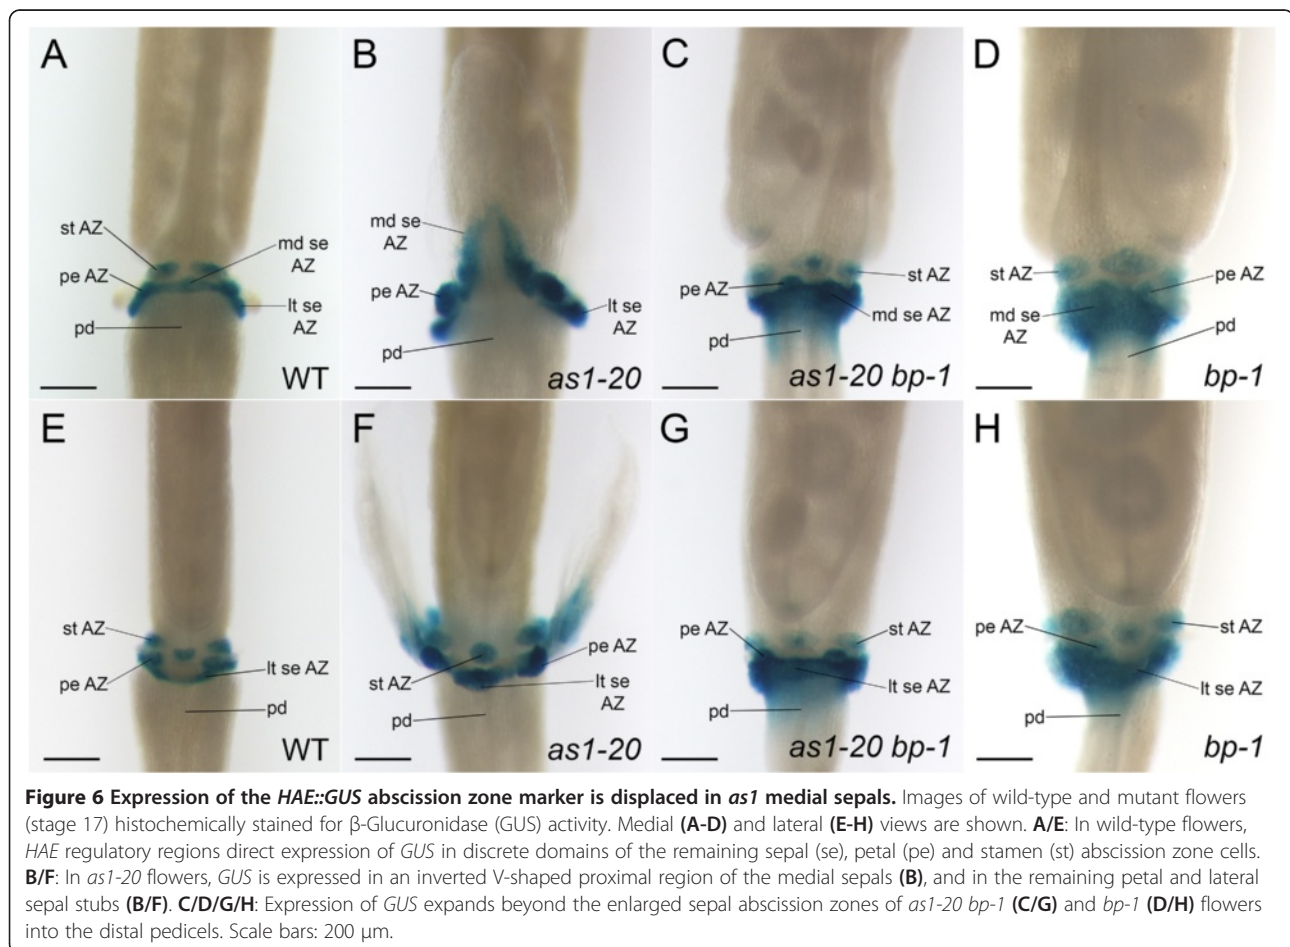 A
st AZ
md se
AZ
pe AZ
lt se
AZ
pd
WT
B
md se
AZ
pe AZ
lt se
AZ
pd
as1-20
C
st AZ
pe AZ
md se AZ
pd
as1-20 bp-1
D
st AZ
pe AZ
md se
AZ
pd
bp-1
E
st AZ
pe AZ
lt se AZ
pd
WT
F
pe AZ
st AZ
lt se
AZ
pd
as1-20
G
pe AZ
st AZ
lt se AZ
pd
as1-20 bp-1
H
pe AZ
st AZ
lt se AZ
pd
bp-1
Figure 6 Expression of the HAE::GUS abscission zone marker is displaced in as1 medial sepals. Images of wild-type and mutant flowers
(stage 17) histochemically stained for β-Glucuronidase (GUS) activity. Medial (A-D) and lateral (E-H) views are shown. A/E: In wild-type flowers,
HAE regulatory regions direct expression of GUS in discrete domains of the remaining sepal (se), petal (pe) and stamen (st) abscission zone cells.
B/F: In as1-20 flowers, GUS is expressed in an inverted V-shaped proximal region of the medial sepals (B), and in the remaining petal and lateral
sepal stubs (B/F). C/D/G/H: Expression of GUS expands beyond the enlarged sepal abscission zones of as1-20 bp-1 (C/G) and bp-1 (D/H) flowers
into the distal pedicels. Scale bars: 200 μm.